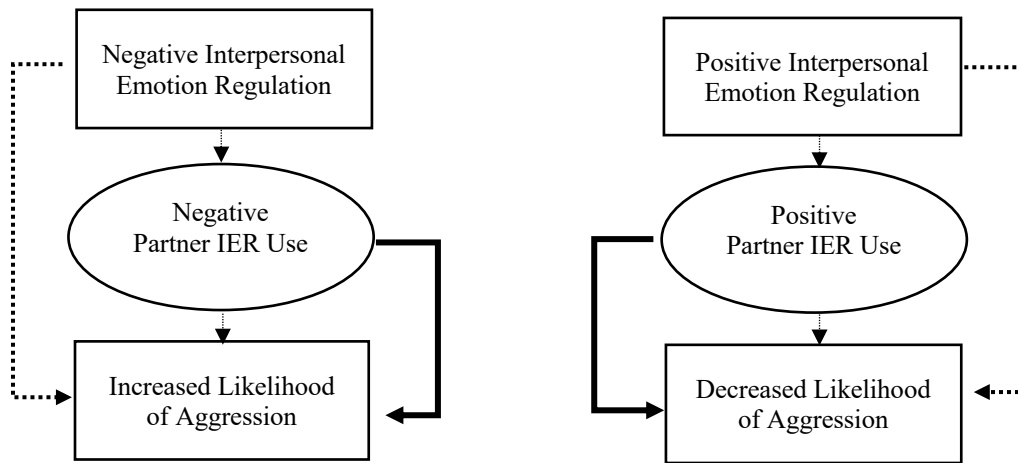 Negative Interpersonal
Emotion Regulation
Negative
Partner IER Use
Increased Likelihood
of Aggression
Positive Interpersonal
Emotion Regulation
Positive
Partner IER Use
Decreased Likelihood
of Aggression